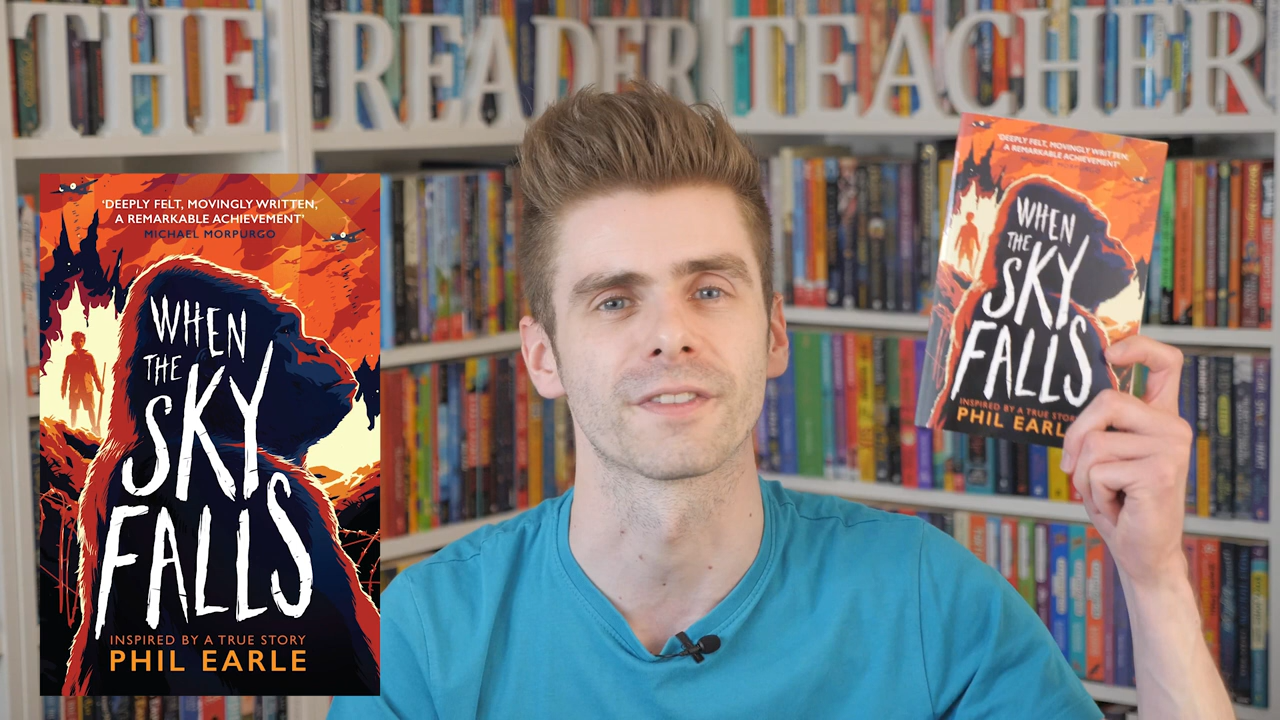 THE READER TEACHER
'DEEPLY FELT, MOVINGLY WRITTEN,
A REMARKABLE ACHIEVEMENT'
MICHAEL MORPURGO
WHEN
THE
SKY
FALLS
INSPIRED BY A TRUE STORY
PHIL EARLE
'DEEPLY FELT, MOVINGLY WRITTEN,
A REMARKABLE ACHIEVEMENT'
WHEN
THE
SKY
FALLS
INSPIRED BY A TRUE STORY
PHIL EARLE